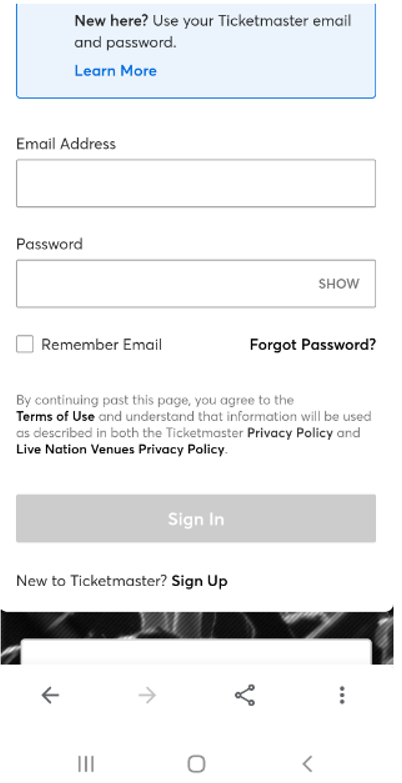 New here? Use your Ticketmaster email
and password.
Learn More
Email Address
Password
SHOW
Remember Email
Forgot Password?
By continuing past this page, you agree to the
Terms of Use and understand that information will be used
as described in both the Ticketmaster Privacy Policy and
Live Nation Venues Privacy Policy.
Sign In
New to Ticketmaster? Sign Up